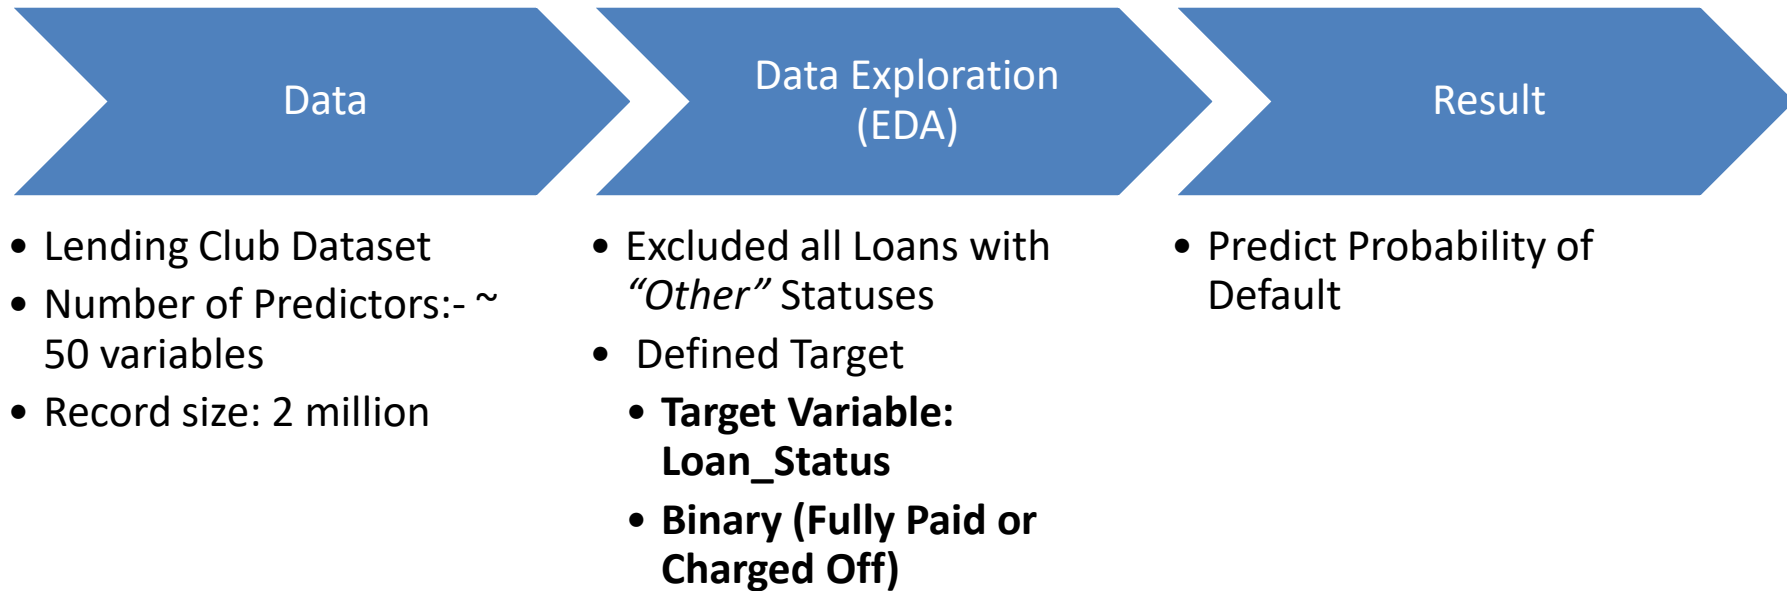 Data
Data Exploration
(EDA)
Result
• Lending Club Dataset
• Number of Predictors:- ~
50 variables
• Record size: 2 million
• Excluded all Loans with
“Other” Statuses
• Defined Target
• Target Variable:
Loan_Status
• Binary (Fully Paid or
Charged Off)
• Predict Probability of
Default